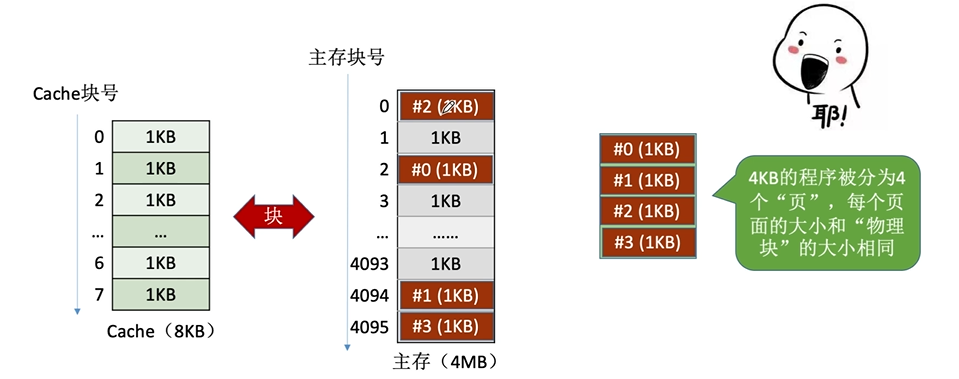 Cache块号
0 1KB
1 1KB
2 1KB
... ...
6 1KB
7 1KB
Cache（8KB）
块
主存块号
0 #2 (1KB)
1 1KB
2 #0 (1KB)
3 1KB
... ......
4093 1KB
4094 #1 (1KB)
4095 #3 (1KB)
主存（4MB）
#0 (1KB)
#1 (1KB)
#2 (1KB)
#3 (1KB)
耶!
4KB的程序被分为4
个“页”，每个页
面的大小和“物理
块”的大小相同